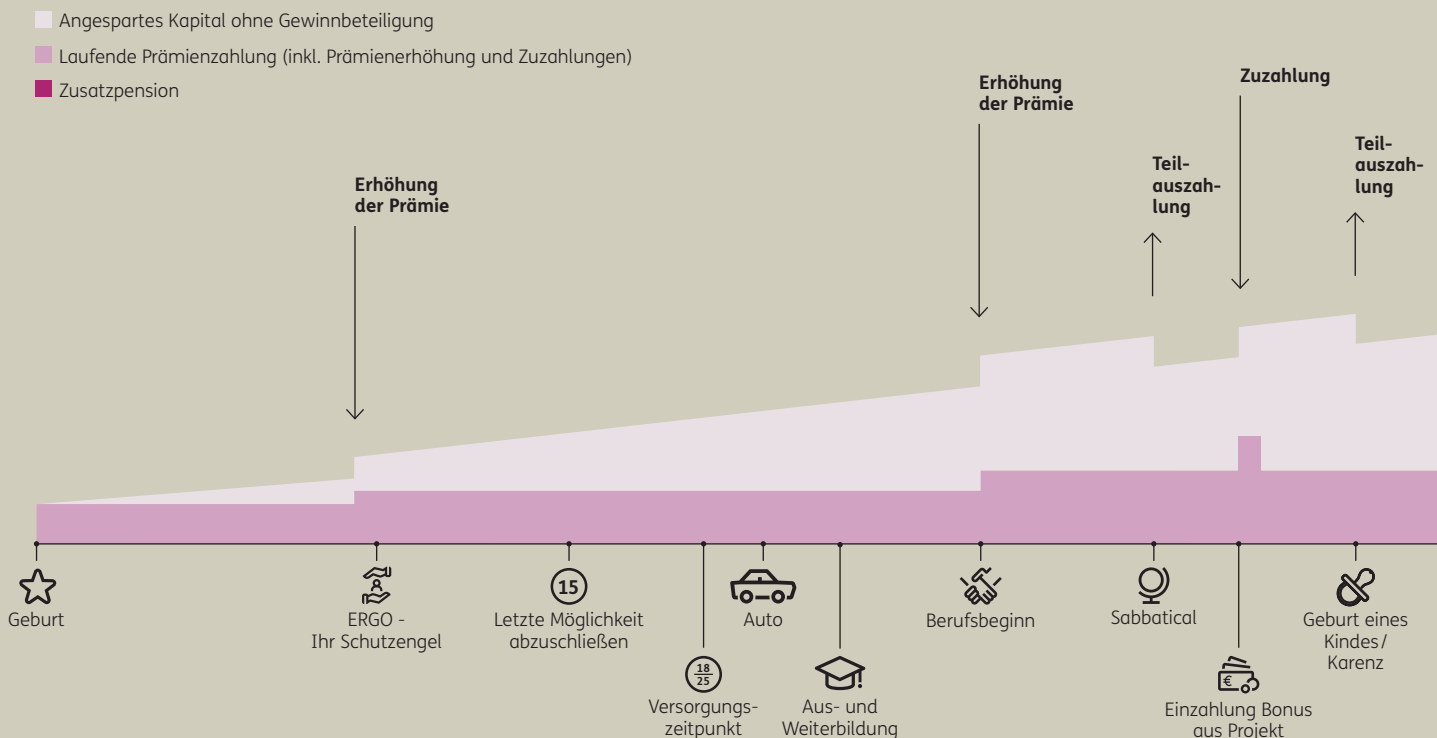 Angespartes Kapital ohne Gewinnbeteiligung
Laufende Prämienzahlung (inkl. Prämienerhöhung und Zuzahlungen)
Zusatzpension
Erhöhung
der Prämie
Erhöhung
der Prämie
Teil-
auszah-
lung
Zuzahlung
Teil-
auszah-
lung
Geburt
ERGO -
Ihr Schutzengel
15
Letzte Möglichkeit
abzuschließen
18
25
Versorgungs-
zeitpunkt
Auto
Aus- und
Weiterbildung
Berufsbeginn
Sabbatical
€
Einzahlung Bonus
aus Projekt
Geburt eines
Kindes/
Karenz